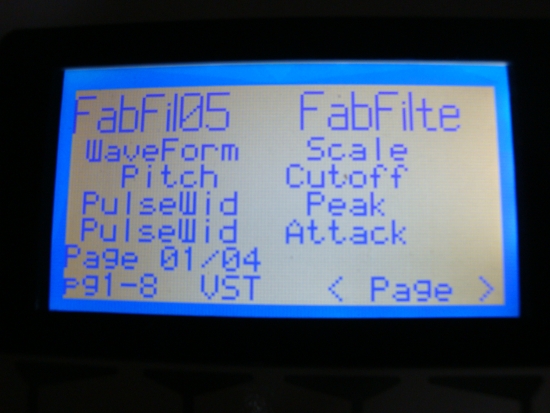 FabFil05 FabFilte
WaveForm Scale
Pitch Cutoff
PulseWid Peak
PulseWid Attack
Page 01/04
pg1-8 VST < Page >